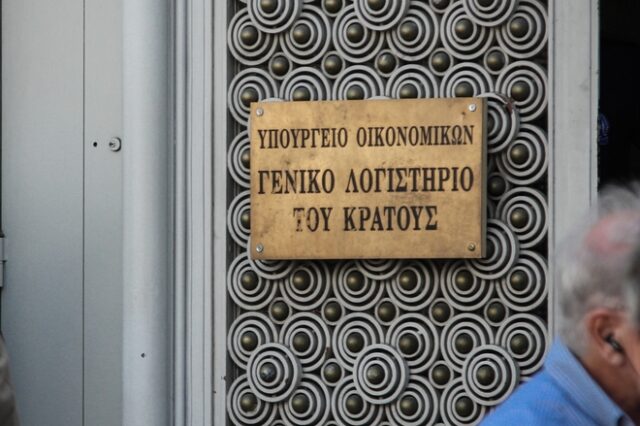 ΥΠΟΥΡΓΕΙΟ ΟΙΚΟΝΟΜΙΚΩΝ
ΓΕΝΙΚΟ ΛΟΓΙΣΤΗΡΙΟ
ΤΟΥ ΚΡΑΤΟΥΣ